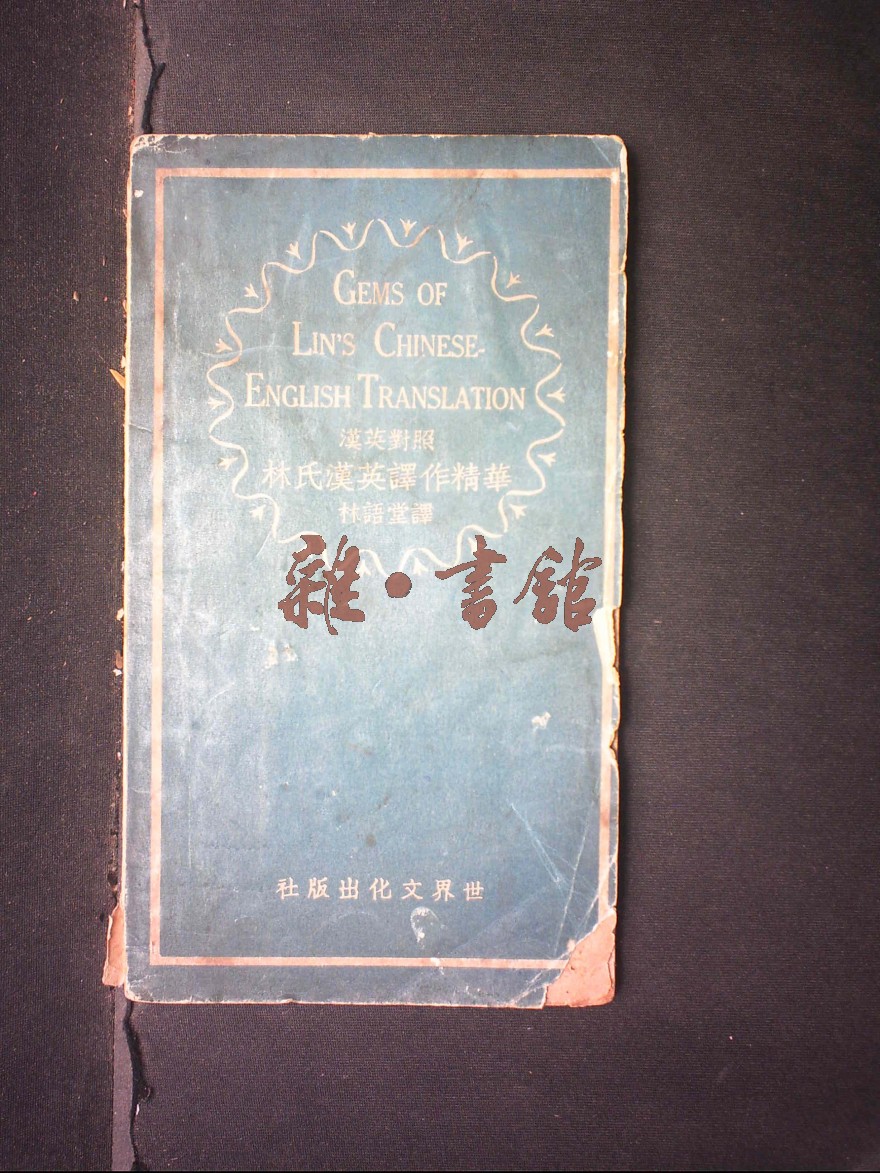 GEMS OF
LIN'S CHINESE-
ENGLISH TRANSLATION
漢英對照
林氏漢英譯作精華
林語堂譯
雜·書館
世界文化出版社